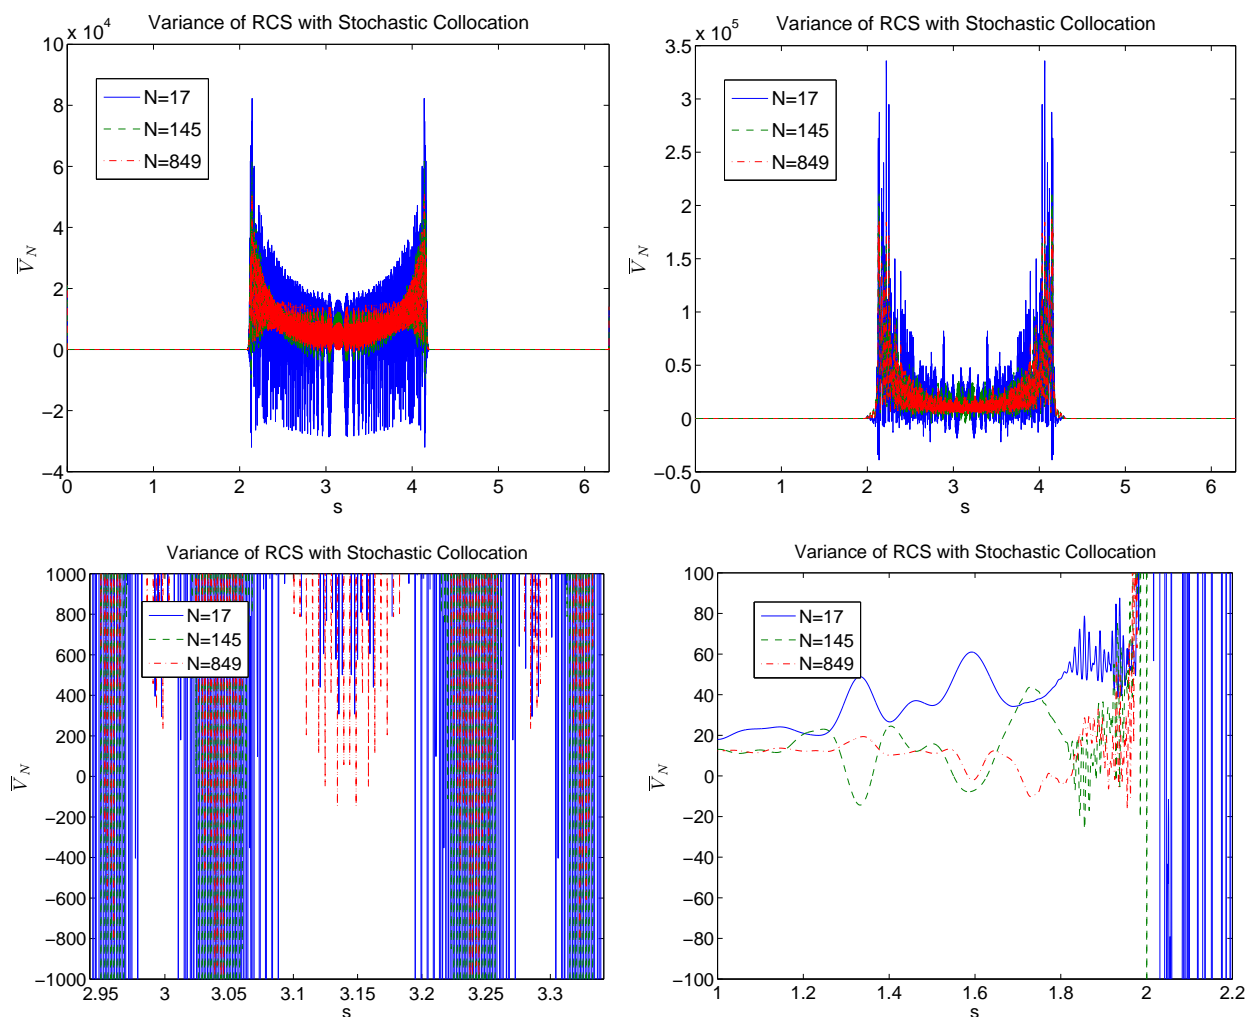 Variance of RCS with Stochastic Collocation
x 10⁴
10
8
6
4
2
0
−2
−4
0 1 2 3 4 5 6
s
V̅_N
N=17
N=145
N=849
Variance of RCS with Stochastic Collocation
x 10⁵
3.5
3
2.5
2
1.5
1
0.5
0
−0.5
0 1 2 3 4 5 6
s
V̅_N
N=17
N=145
N=849
Variance of RCS with Stochastic Collocation
1000
800
600
400
200
0
−200
−400
−600
−800
−1000
2.95 3 3.05 3.1 3.15 3.2 3.25 3.3
s
V̅_N
N=17
N=145
N=849
Variance of RCS with Stochastic Collocation
100
80
60
40
20
0
−20
−40
−60
−80
−100
1 1.2 1.4 1.6 1.8 2 2.2
s
V̅_N
N=17
N=145
N=849